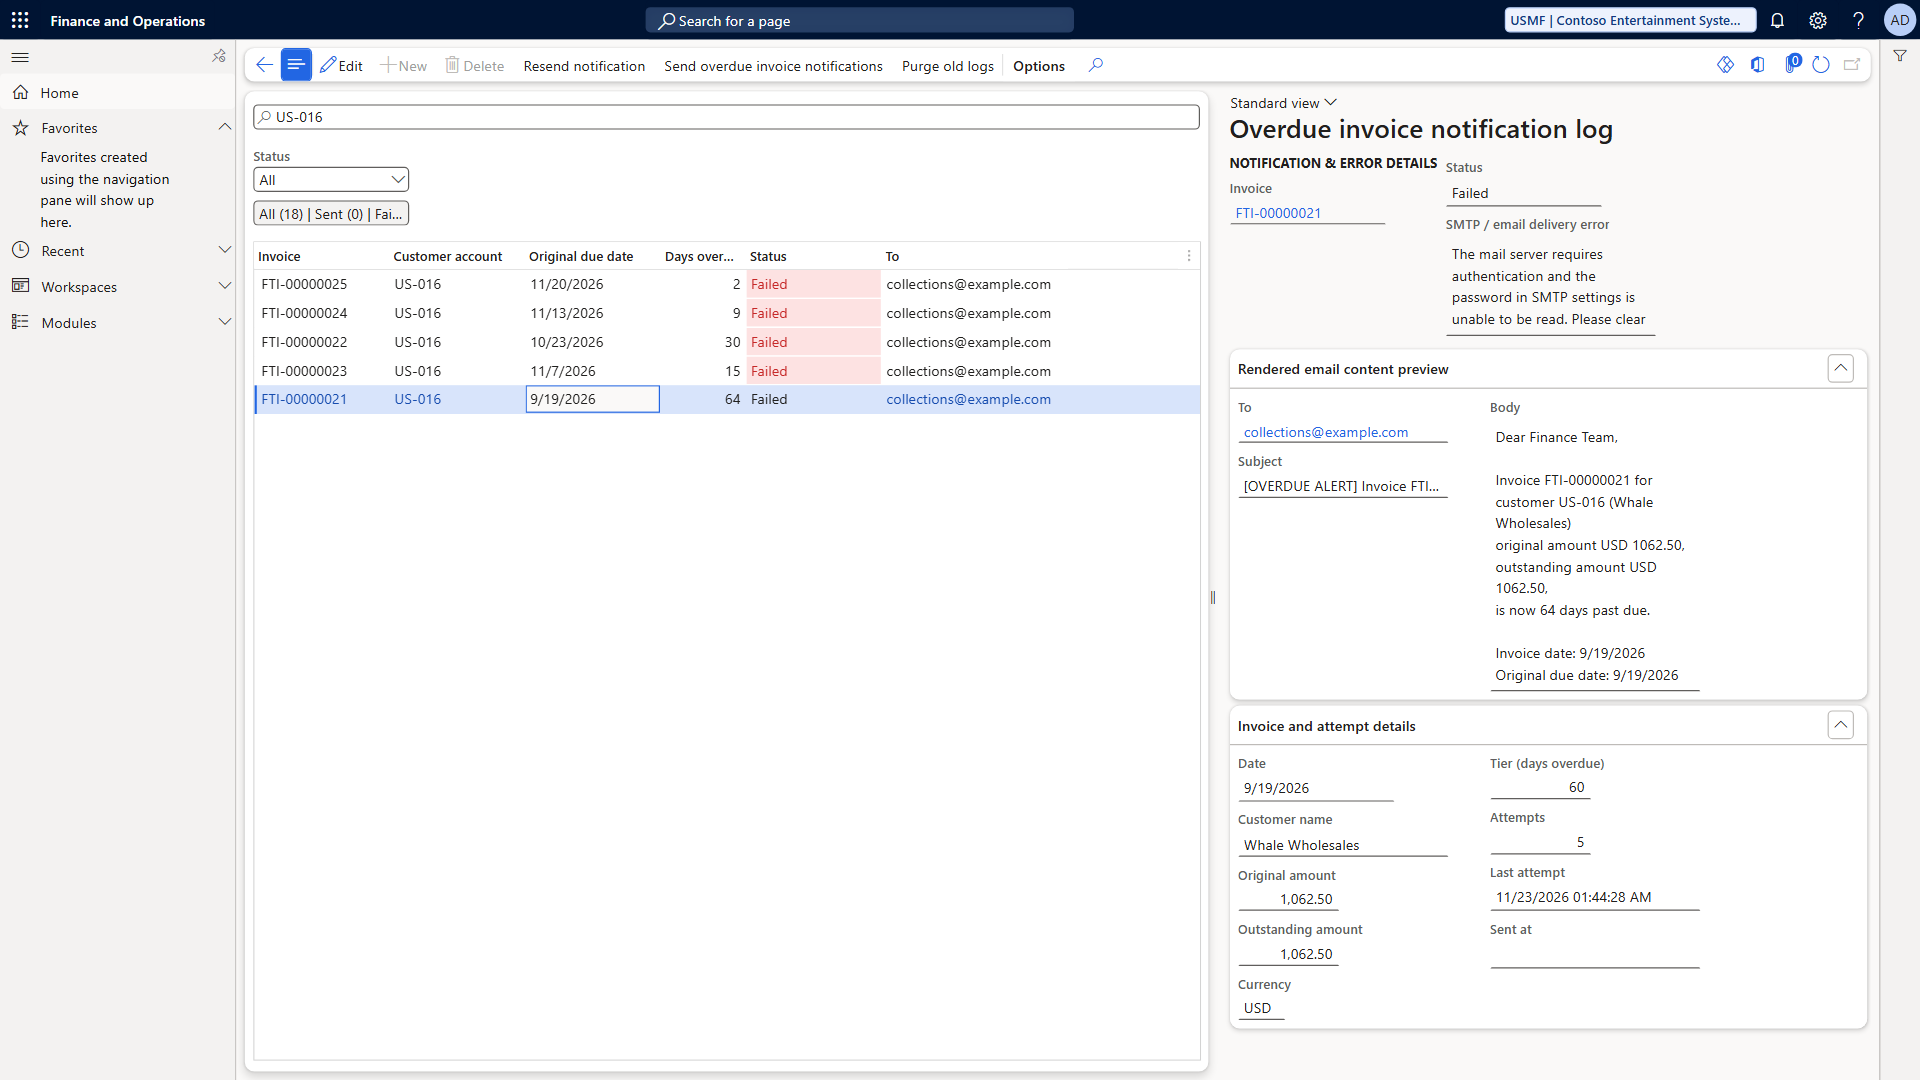 Finance and Operations
Search for a page
USMF | Contoso Entertainment Syste...
AD
Edit
New
Delete
Resend notification
Send overdue invoice notifications
Purge old logs
Options
0
Home
Favorites
Favorites created
using the navigation
pane will show up
here.
Recent
Workspaces
Modules
US-016
Status
All
All (18) | Sent (0) | Fai...
Invoice Customer account Original due date Days over... Status To
FTI-00000025 US-016 11/20/2026 2 Failed collections@example.com
FTI-00000024 US-016 11/13/2026 9 Failed collections@example.com
FTI-00000022 US-016 10/23/2026 30 Failed collections@example.com
FTI-00000023 US-016 11/7/2026 15 Failed collections@example.com
FTI-00000021 US-016 9/19/2026 64 Failed collections@example.com
Standard view
Overdue invoice notification log
NOTIFICATION & ERROR DETAILS
Invoice
FTI-00000021
Status
Failed
SMTP / email delivery error
The mail server requires
authentication and the
password in SMTP settings is
unable to be read. Please clear
Rendered email content preview
To
collections@example.com
Subject
[OVERDUE ALERT] Invoice FTI...
Body
Dear Finance Team,
Invoice FTI-00000021 for
customer US-016 (Whale
Wholesales)
original amount USD 1062.50,
outstanding amount USD
1062.50,
is now 64 days past due.
Invoice date: 9/19/2026
Original due date: 9/19/2026
Invoice and attempt details
Date
9/19/2026
Customer name
Whale Wholesales
Original amount
1,062.50
Outstanding amount
1,062.50
Currency
USD
Tier (days overdue)
60
Attempts
5
Last attempt
11/23/2026 01:44:28 AM
Sent at